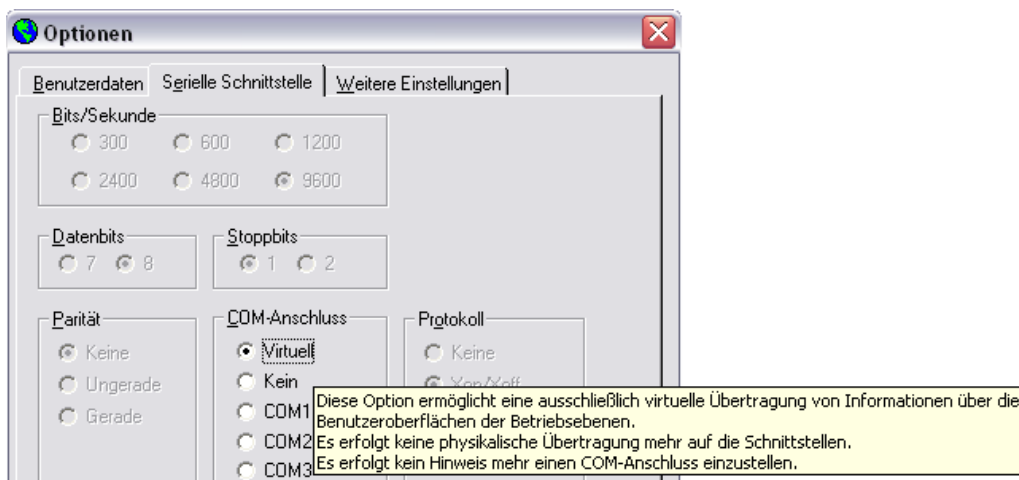 Optionen
Benutzerdaten Serielle Schnittstelle Weitere Einstellungen
Bits/Sekunde
300 600 1200
2400 4800 9600
Datenbits Stoppbits
7 8 1 2
Parität COM-Anschluss Protokoll
Keine Virtuell Keine
Ungerade Kein Xon/Xoff
Gerade COM1
COM2
COM3
Diese Option ermöglicht eine ausschließlich virtuelle Übertragung von Informationen über die
Benutzeroberflächen der Betriebsebenen.
Es erfolgt keine physikalische Übertragung mehr auf die Schnittstellen.
Es erfolgt kein Hinweis mehr einen COM-Anschluss einzustellen.